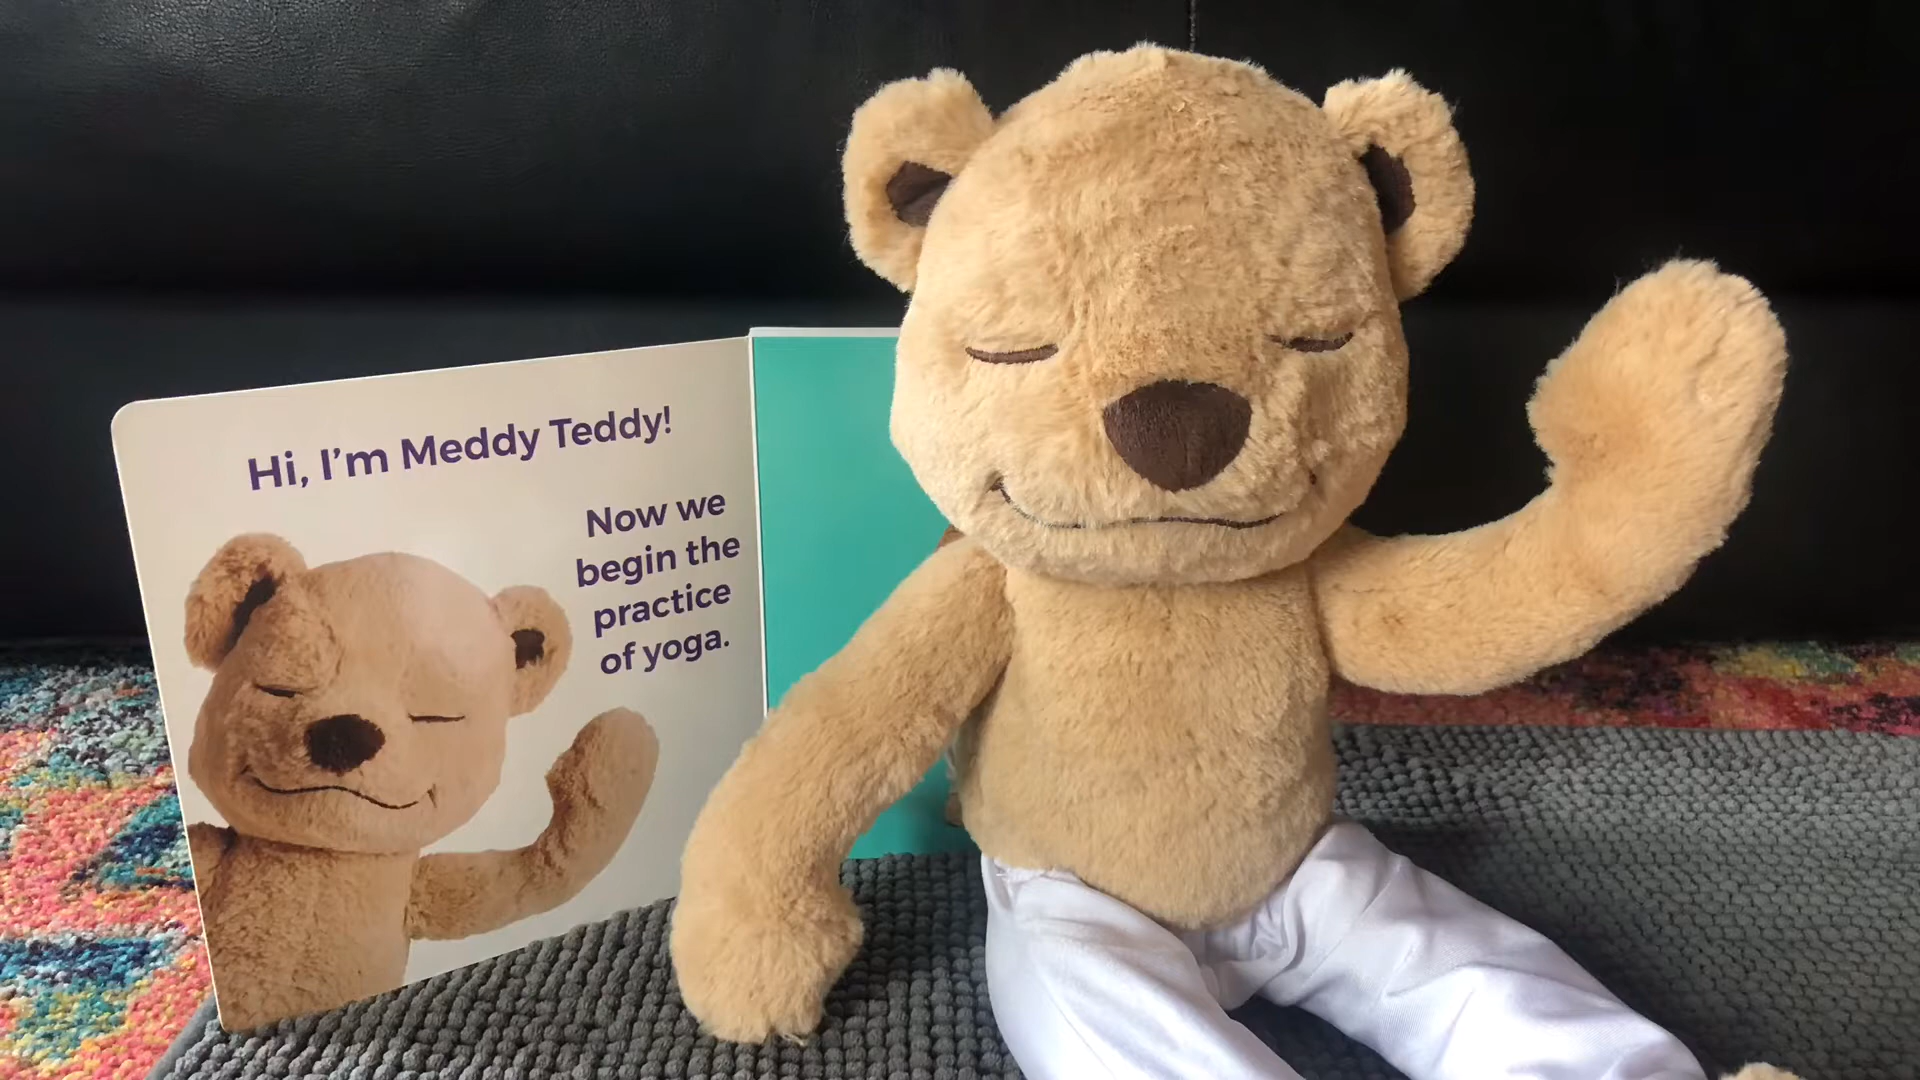 Hi, I'm Meddy Teddy!
Now we
begin the
practice
of yoga.